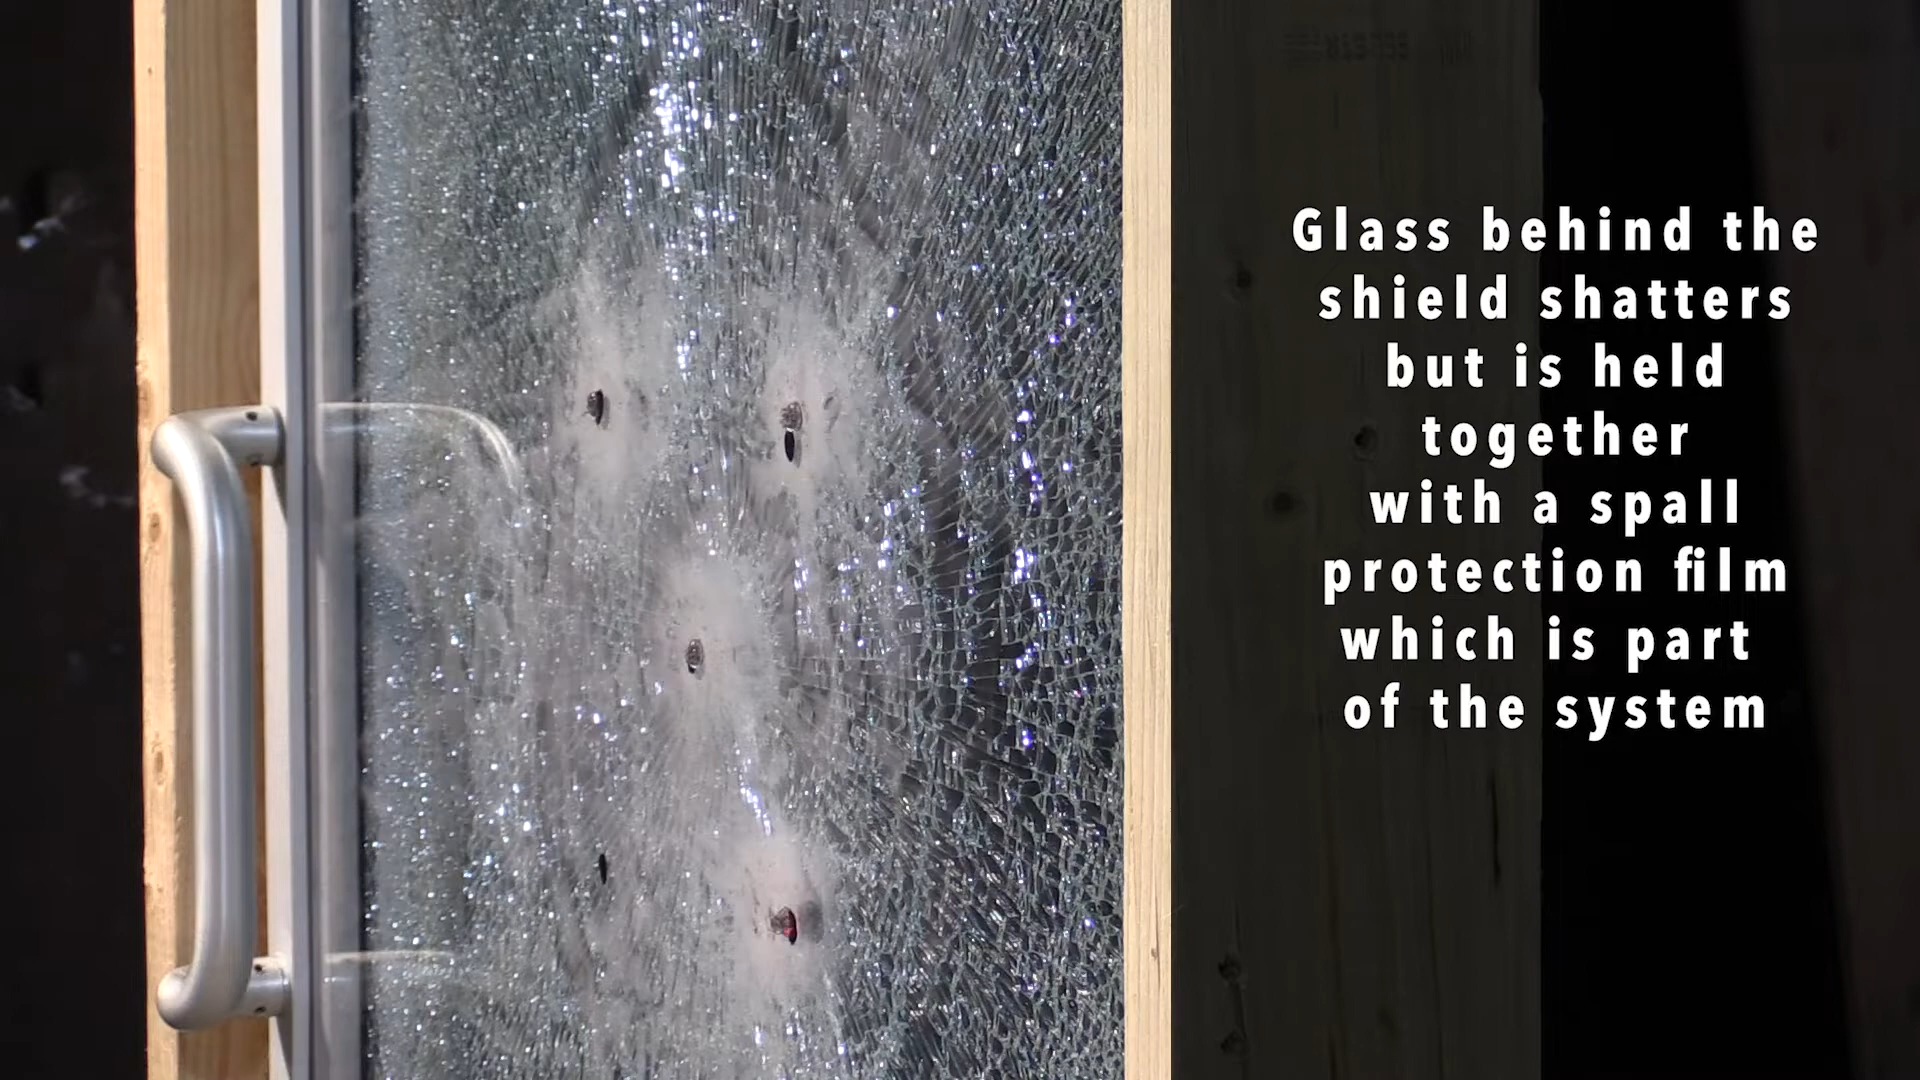 Glass behind the
shield shatters
but is held
together
with a spall
protection film
which is part
of the system